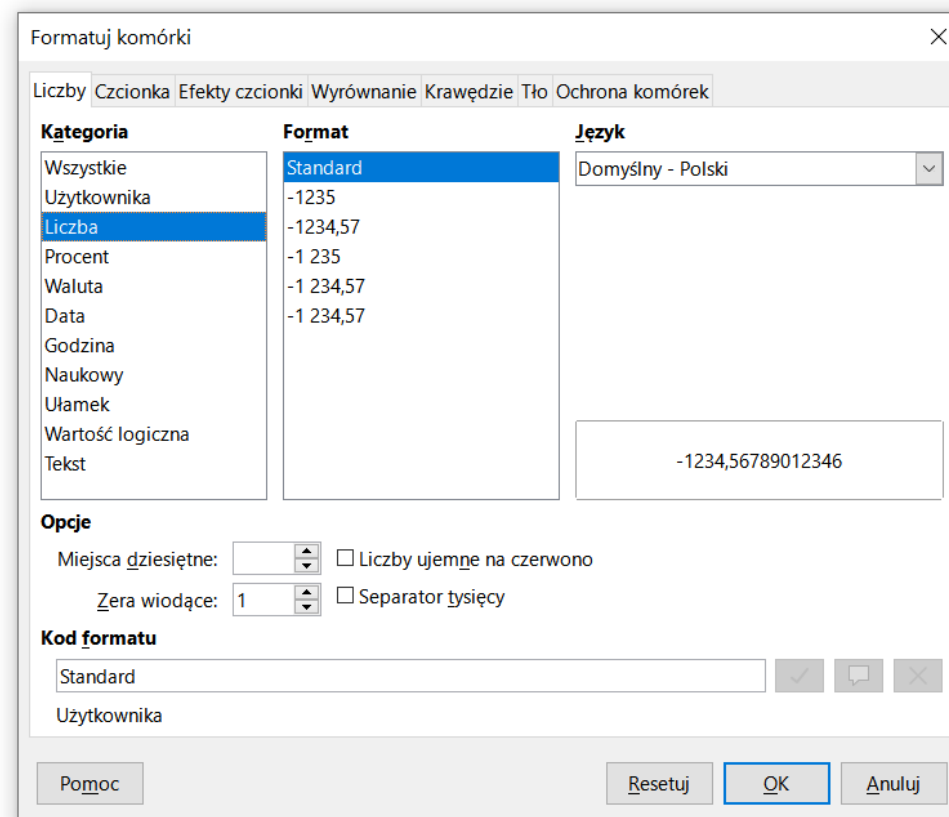 Formatuj komórki
Liczby Czcionka Efekty czcionki Wyrównanie Krawędzie Tło Ochrona komórek
Kategoria
Wszystkie
Użytkownika
Liczba
Procent
Waluta
Data
Godzina
Naukowy
Ułamek
Wartość logiczna
Tekst
Format
Standard
-1235
-1234,57
-1 235
-1 234,57
-1 234,57
Język
Domyślny - Polski
-1234,56789012346
Opcje
Miejsca dziesiętne:
Liczby ujemne na czerwono
Zera wiodące: 1
Separator tysięcy
Kod formatu
Standard
Użytkownika
Pomoc
Resetuj
OK
Anuluj